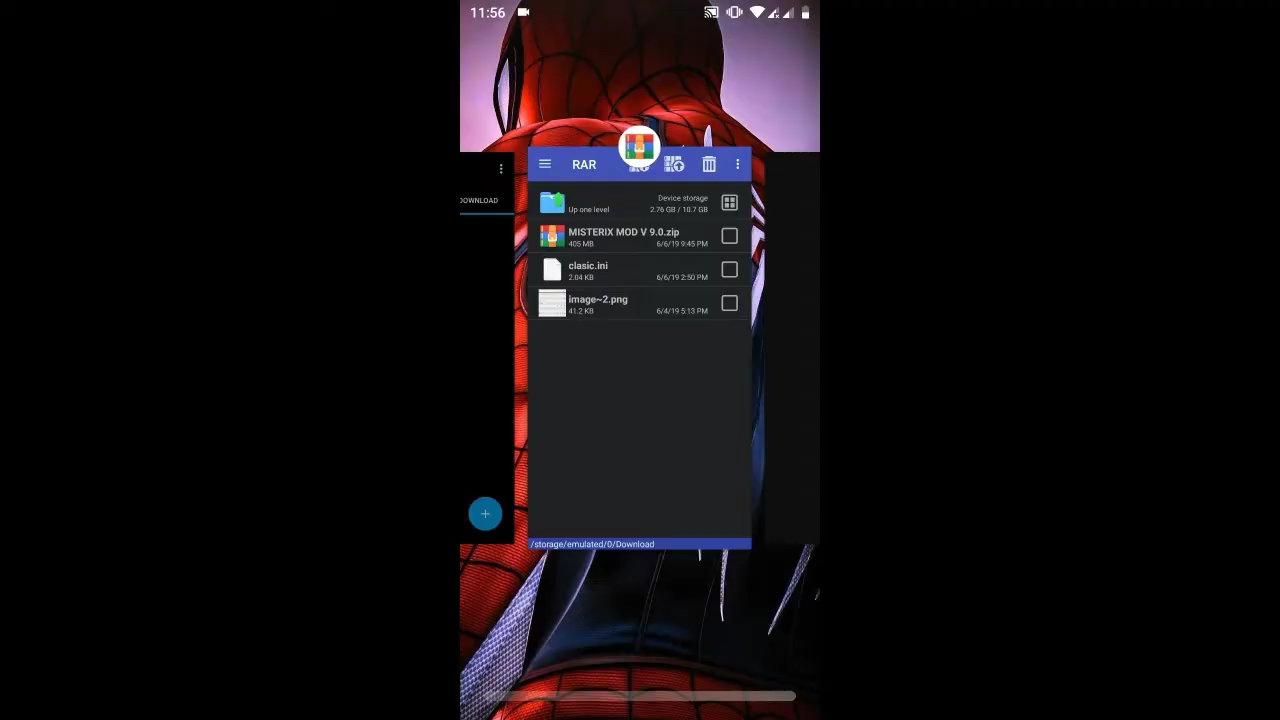 11:56
RAR
DOWNLOAD
Up one level
Device storage
2.76 GB / 10.7 GB
MISTERIX MOD V 9.0.zip
405 MB
6/6/19 9:45 PM
clasic.ini
2.04 KB
6/6/19 2:50 PM
image~2.png
41.2 KB
6/4/19 5:13 PM
/storage/emulated/0/Download